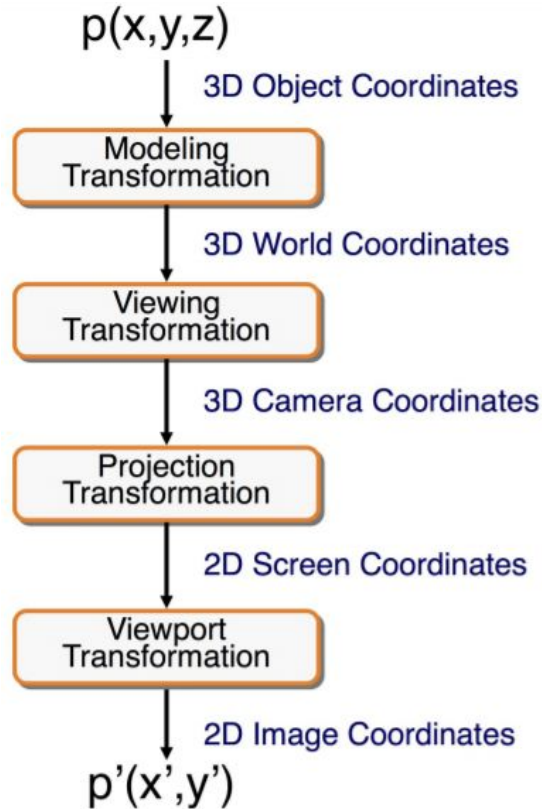 p(x,y,z)
3D Object Coordinates
Modeling
Transformation
3D World Coordinates
Viewing
Transformation
3D Camera Coordinates
Projection
Transformation
2D Screen Coordinates
Viewport
Transformation
2D Image Coordinates
p’(x’,y’)